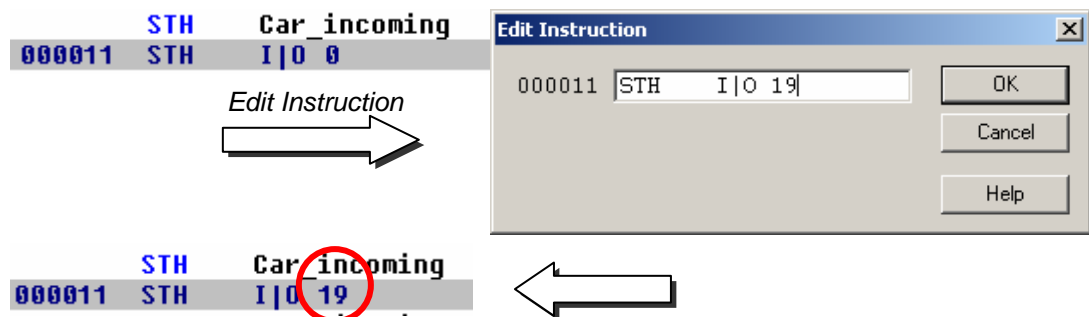 STH Car_incoming
000011 STH I|O 0
Edit Instruction
Edit Instruction
000011 STH I|O 19
OK
Cancel
Help
STH Car_incoming
000011 STH I|O 19